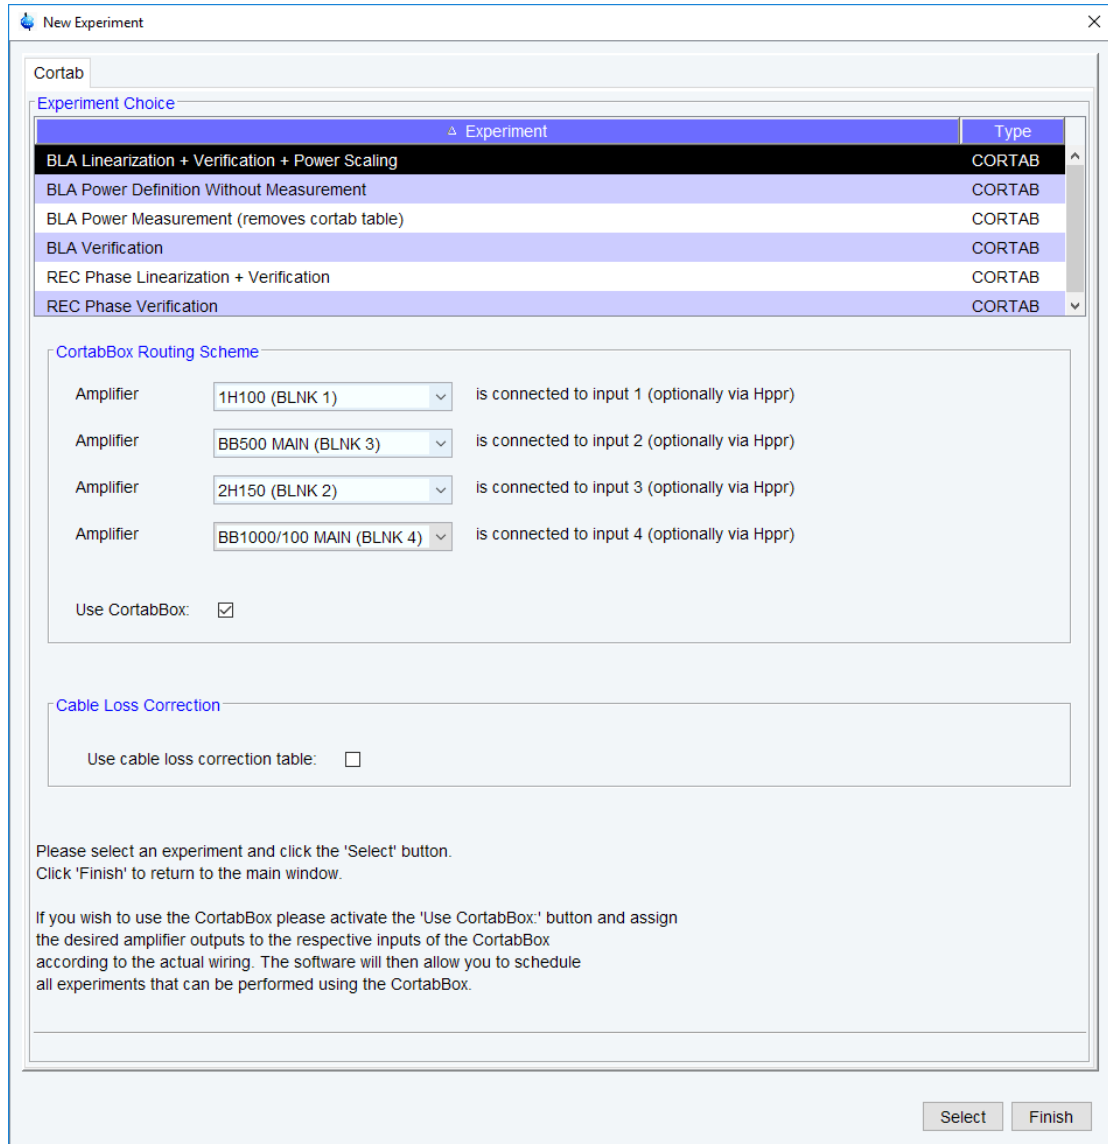 New Experiment
Cortab
Experiment Choice
Experiment Type
BLA Linearization + Verification + Power Scaling CORTAB
BLA Power Definition Without Measurement CORTAB
BLA Power Measurement (removes cortab table) CORTAB
BLA Verification CORTAB
REC Phase Linearization + Verification CORTAB
REC Phase Verification CORTAB
CortabBox Routing Scheme
Amplifier 1H100 (BLNK 1) is connected to input 1 (optionally via Hppr)
Amplifier BB500 MAIN (BLNK 3) is connected to input 2 (optionally via Hppr)
Amplifier 2H150 (BLNK 2) is connected to input 3 (optionally via Hppr)
Amplifier BB1000/100 MAIN (BLNK 4) is connected to input 4 (optionally via Hppr)
Use CortabBox:
Cable Loss Correction
Use cable loss correction table:
Please select an experiment and click the 'Select' button.
Click 'Finish' to return to the main window.
If you wish to use the CortabBox please activate the 'Use CortabBox:' button and assign
the desired amplifier outputs to the respective inputs of the CortabBox
according to the actual wiring. The software will then allow you to schedule
all experiments that can be performed using the CortabBox.
Select Finish